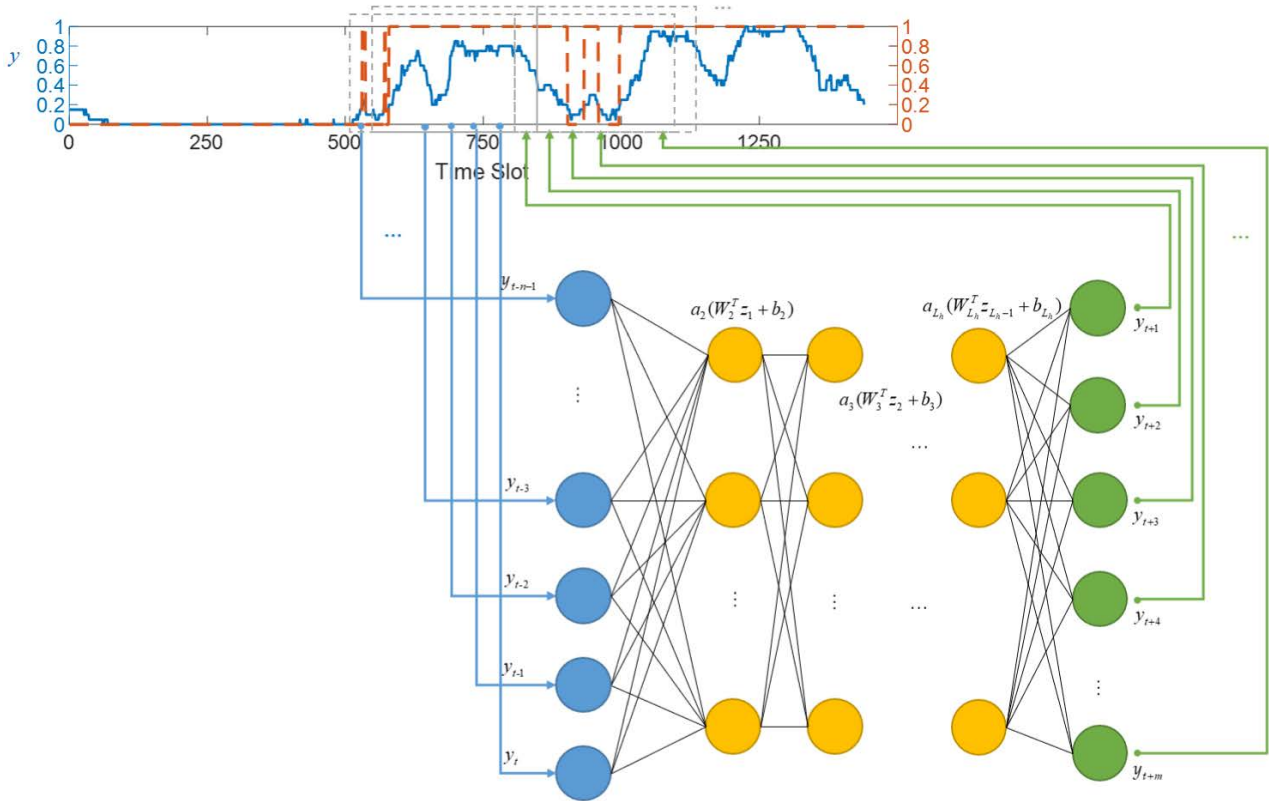 ...
1 1
0.8 0.8
y 0.6 0.6
0.4 0.4
0.2 0.2
0 0
0 250 500 750 1000 1250
Time Slot
... ...
y_{t-n-1}
a_2(W_2^T z_1 + b_2) a_{L_h}(W_{L_h}^T z_{L_h-1} + b_{L_h})
y_{t+1}
⋮
a_3(W_3^T z_2 + b_3)
y_{t+2}
...
y_{t-3}
y_{t+3}
y_{t-2}
⋮ ⋮ ...
y_{t+4}
y_{t-1}
⋮
y_t
y_{t+m}